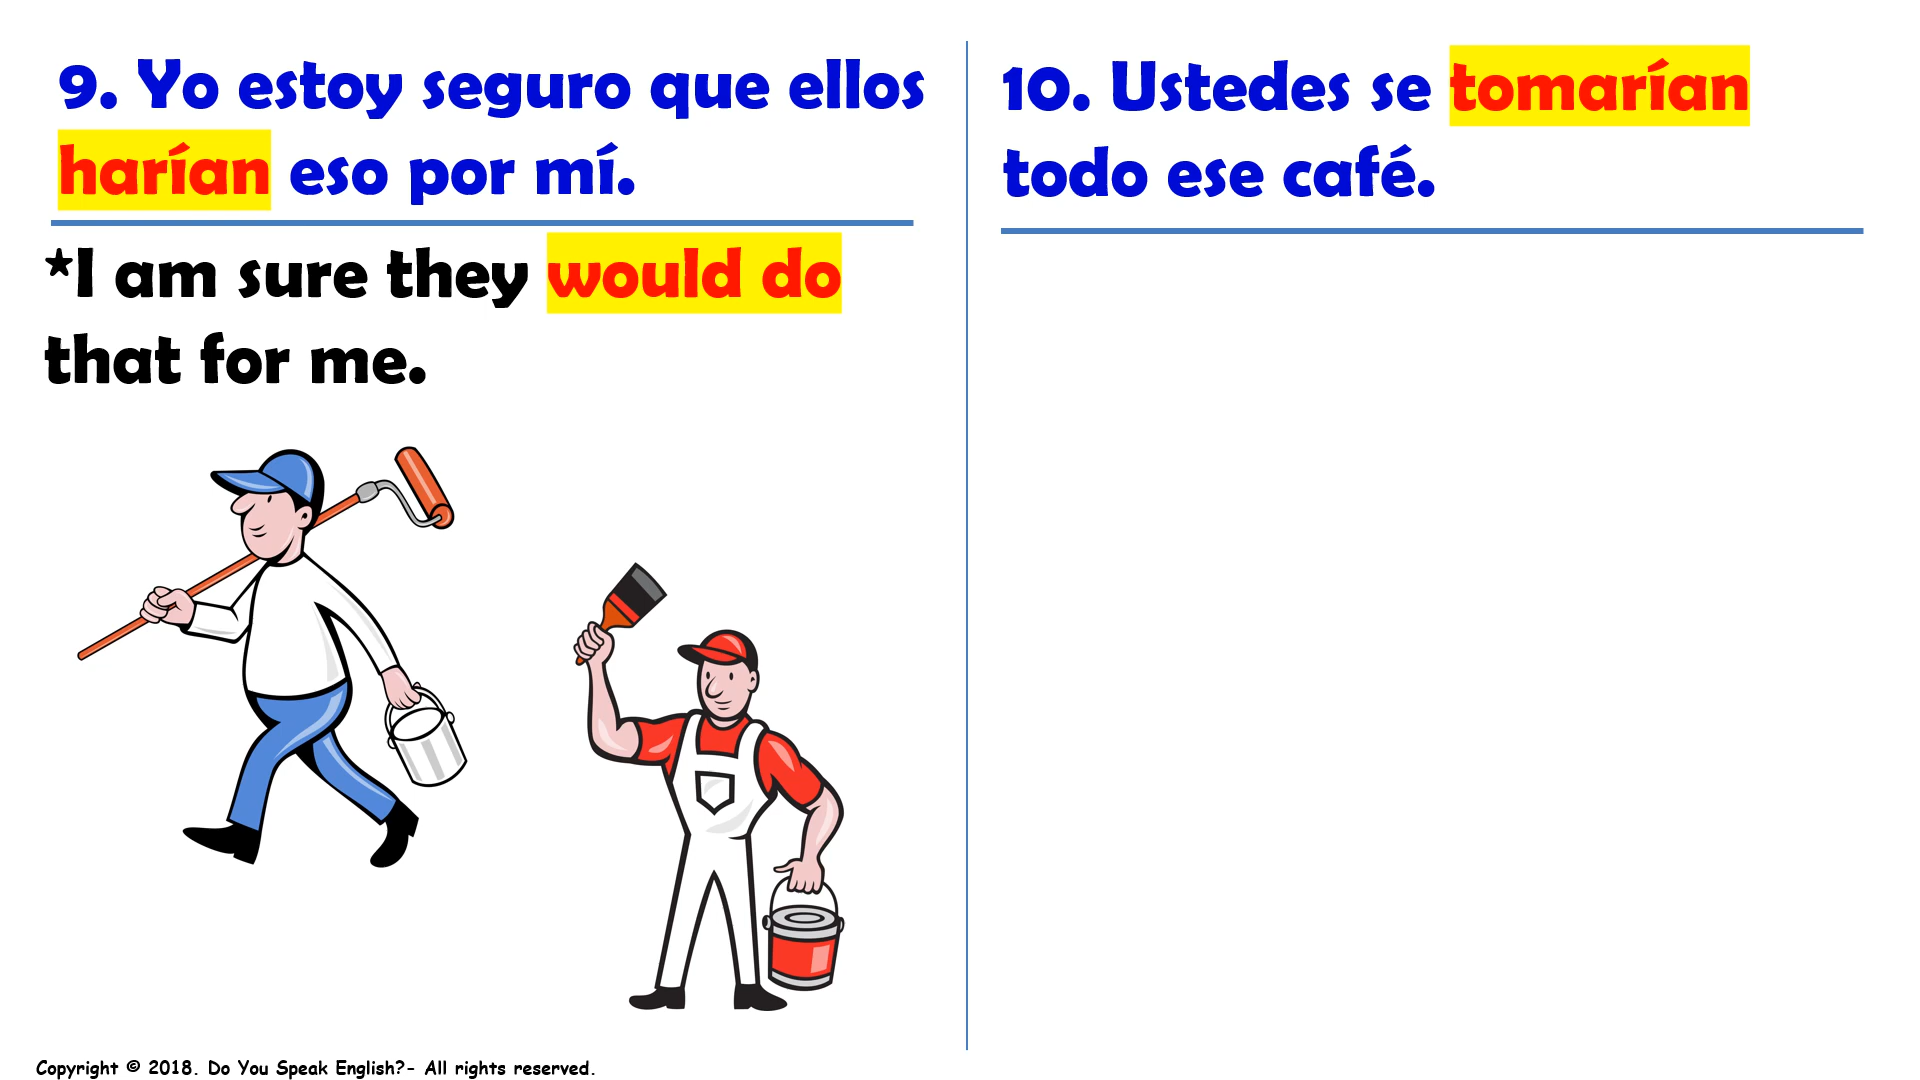 9. Yo estoy seguro que ellos
harían eso por mí.
*I am sure they would do
that for me.
10. Ustedes se tomarían
todo ese café.
Copyright © 2018. Do You Speak English?- All rights reserved.